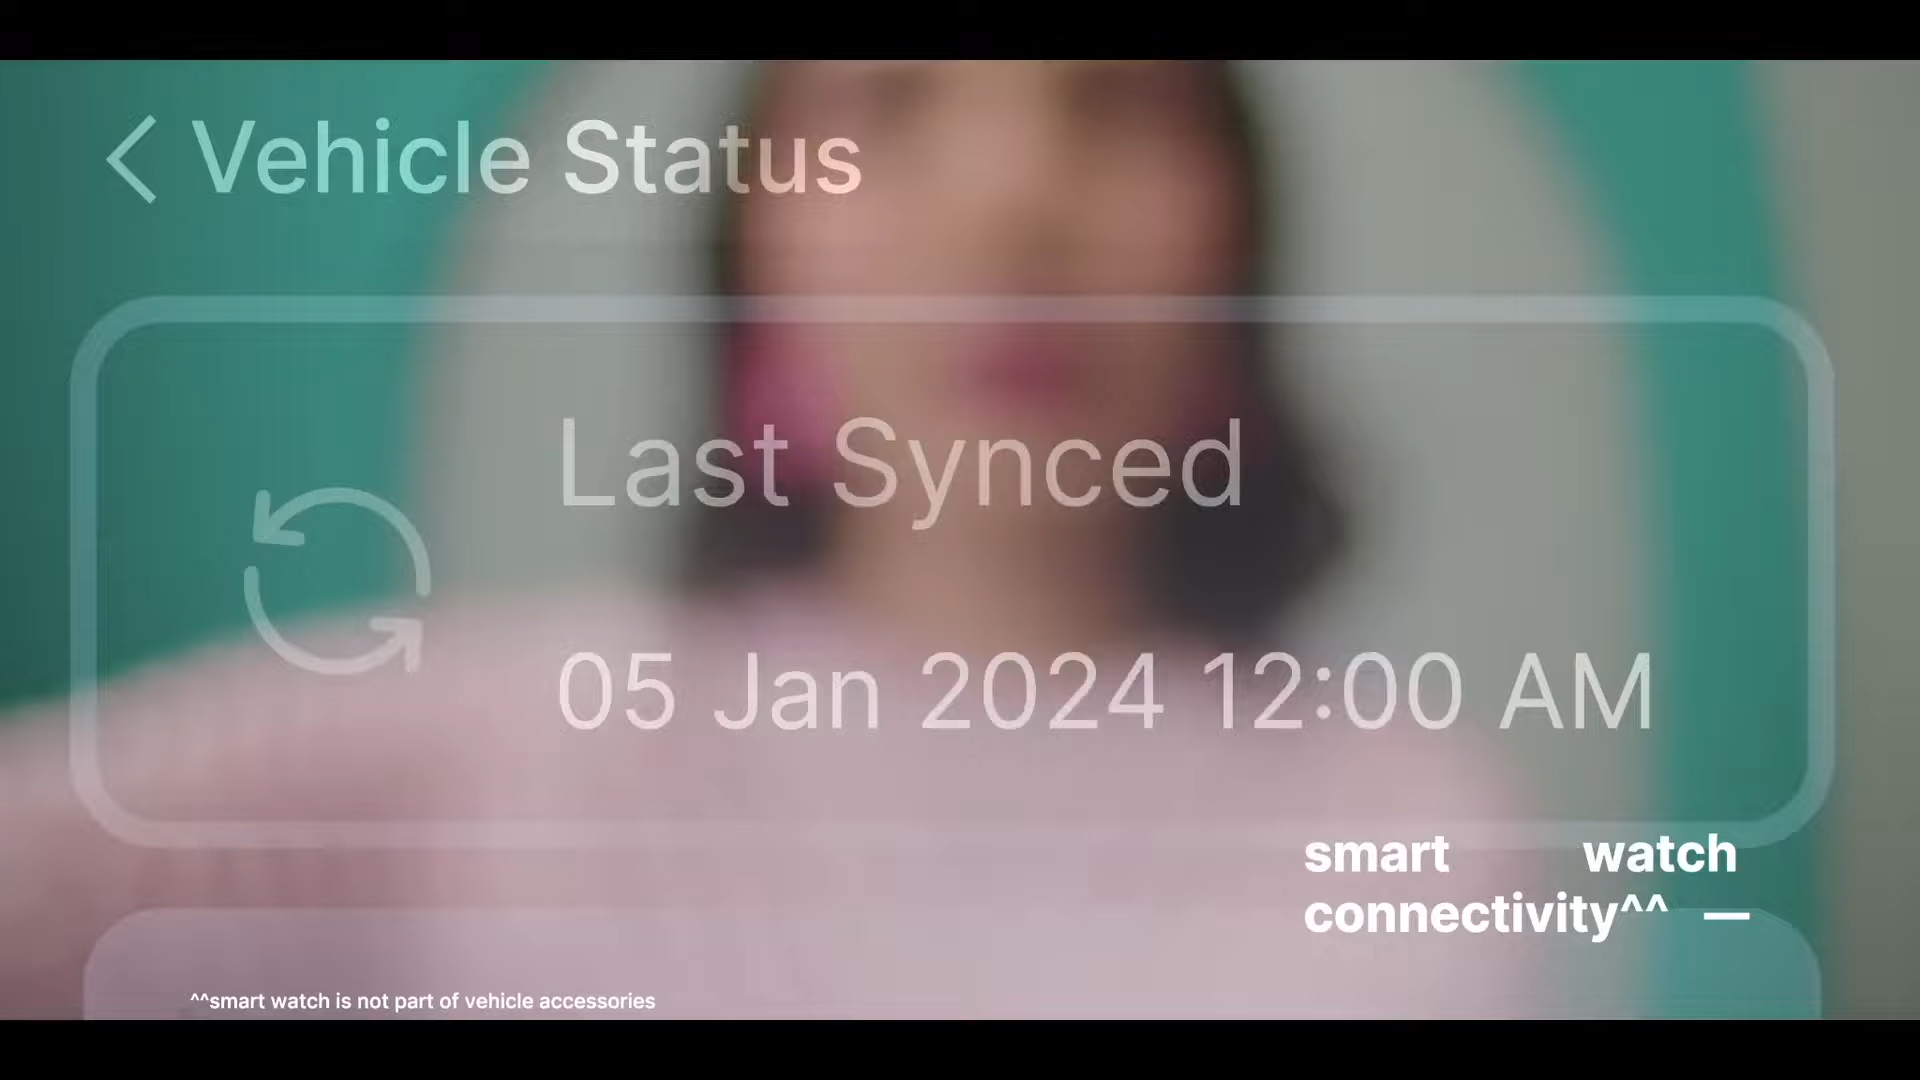 Vehicle Status
Last Synced
05 Jan 2024 12:00 AM
smart watch
connectivity^^ —
^^smart watch is not part of vehicle accessories